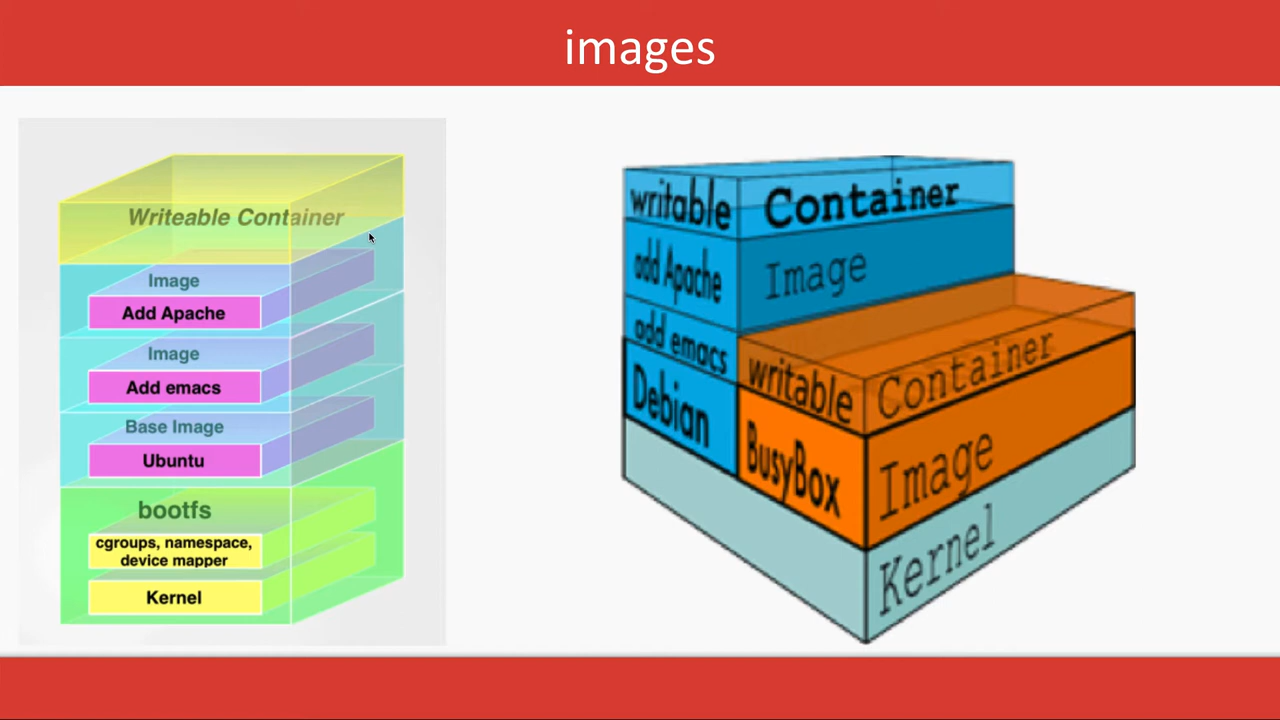 images
Writeable Container
Image
Add Apache
Image
Add emacs
Base Image
Ubuntu
bootfs
cgroups, namespace,
device mapper
Kernel
writable Container
add Apache Image
add emacs
Debian
writable Container
BusyBox Image
Kernel